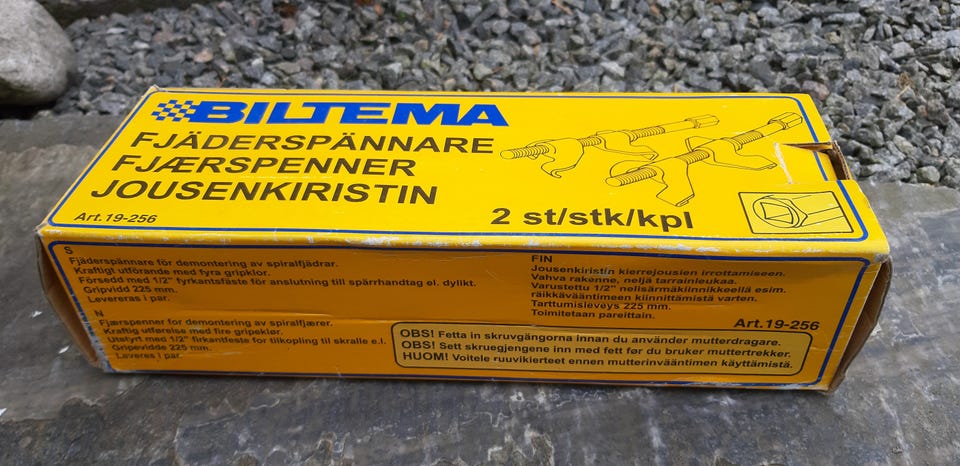 BILTEMA
FJÄDERSPÄNNARE
FJÆRSPENNER
JOUSENKIRISTIN
Art.19-256
2 st/stk/kpl
S
Fjäderspännare för demontering av spiralfjädrar.
Kraftigt utförande med fyra gripklor.
Försedd med 1/2" fyrkantsfäste för anslutning till spärrhandtag el. dylikt.
Gripvidd 225 mm.
Levereras i par.
N
Fjærspenner for demontering av spiralfjærer.
Kraftig utførelse med fire gripeklør.
Utstyrt med 1/2" firkantfeste for tilkopling til skralle e.l.
Gripevidde 225 mm.
Leveres i par.
FIN
Jousenkiristin kierrejousien irrottamiseen.
Vahva rakenne, neljä tarrainleukaa.
Varustettu 1/2" nelisärmäkiinnikkeellä esim.
räikkävääntimeen kiinnittämistä varten.
Tarttumisleveys 225 mm.
Toimitetaan pareittain.
Art.19-256
OBS! Fetta in skruvgängorna innan du använder mutterdragare.
OBS! Sett skruegjengene inn med fett før du bruker muttertrekker.
HUOM! Voitele ruuvikierteet ennen mutterinvääntimen käyttämistä.